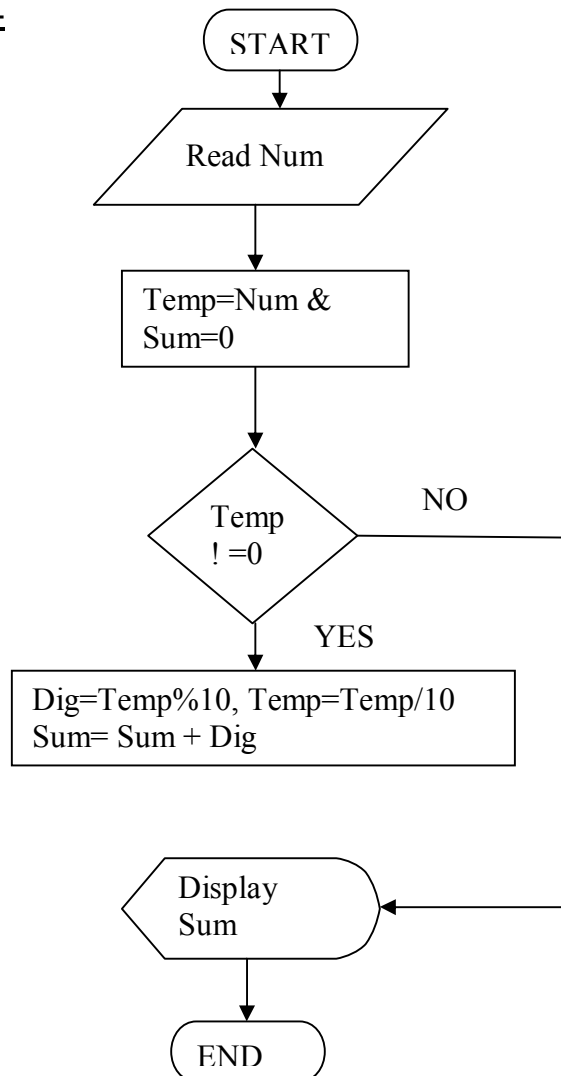 START
Read Num
Temp=Num &
Sum=0
Temp
! =0
NO
YES
Dig=Temp%10, Temp=Temp/10
Sum= Sum + Dig
Display
Sum
END